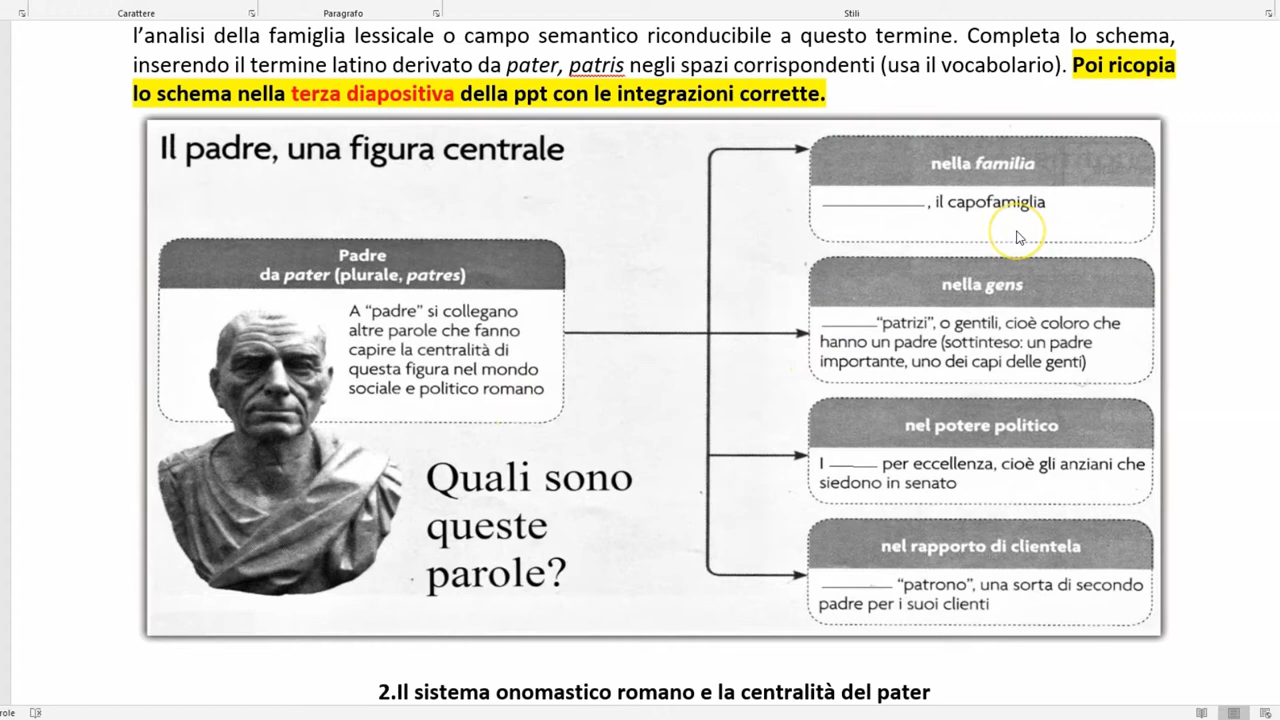 Carattere
Paragrafo
Stili
l’analisi della famiglia lessicale o campo semantico riconducibile a questo termine. Completa lo schema,
inserendo il termine latino derivato da pater, patris negli spazi corrispondenti (usa il vocabolario). Poi ricopia
lo schema nella terza diapositiva della ppt con le integrazioni corrette.
Il padre, una figura centrale
Padre
da pater (plurale, patres)
A “padre” si collegano
altre parole che fanno
capire la centralità di
questa figura nel mondo
sociale e politico romano
Quali sono
queste
parole?
nella familia
__________, il capofamiglia
nella gens
______“patrizi”, o gentili, cioè coloro che
hanno un padre (sottinteso: un padre
importante, uno dei capi delle genti)
nel potere politico
I _____ per eccellenza, cioè gli anziani che
siedono in senato
nel rapporto di clientela
_______ “patrono”, una sorta di secondo
padre per i suoi clienti
2.Il sistema onomastico romano e la centralità del pater
role